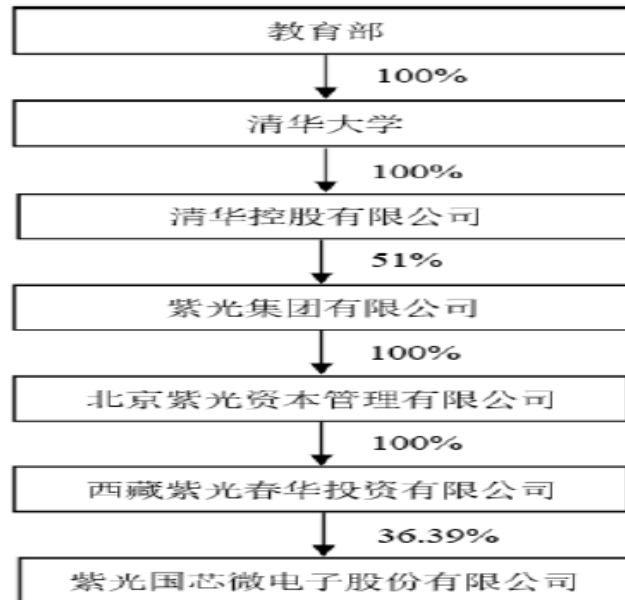 教育部
100%
清华大学
100%
清华控股有限公司
51%
紫光集团有限公司
100%
北京紫光资本管理有限公司
100%
西藏紫光春华投资有限公司
36.39%
紫光国芯微电子股份有限公司